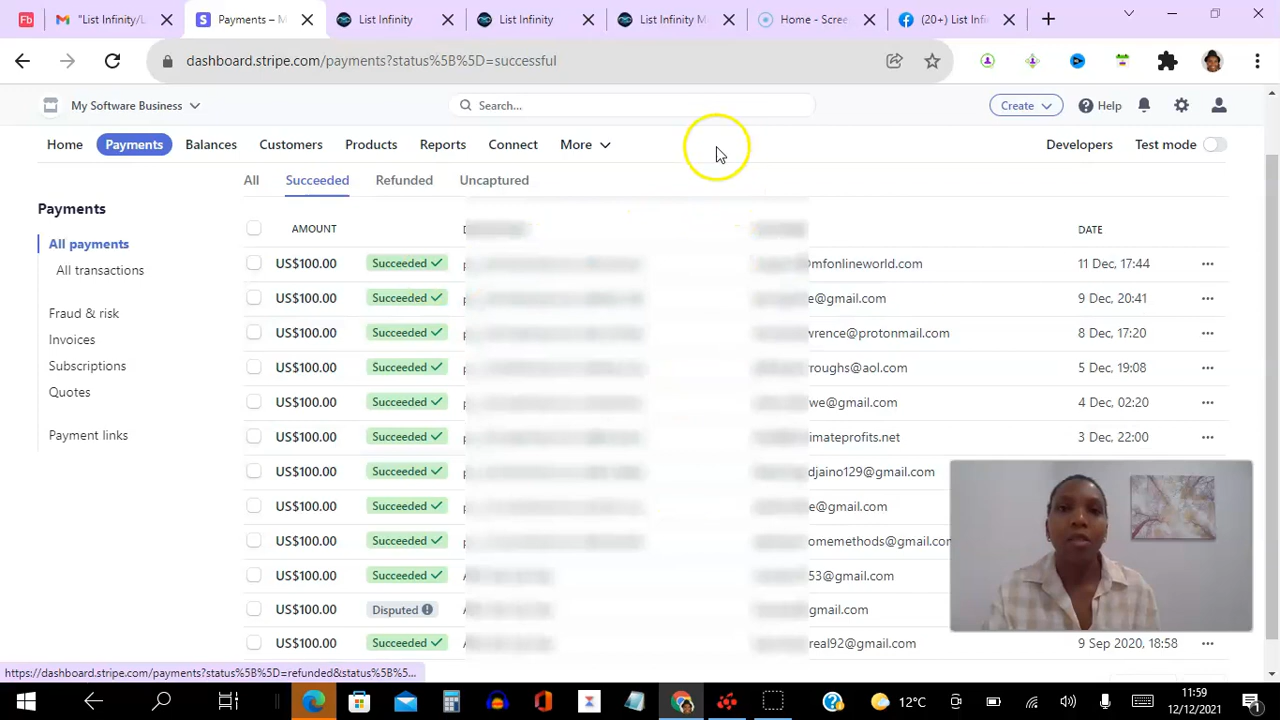 "List Infinity/L
Payments – M
List Infinity
List Infinity
List Infinity M
Home - Scree
(20+) List Infi
dashboard.stripe.com/payments?status%5B%5D=successful
My Software Business
Search...
Create
Help
Home
Payments
Balances
Customers
Products
Reports
Connect
More
Developers
Test mode
All
Succeeded
Refunded
Uncaptured
Payments
All payments
All transactions
Fraud & risk
Invoices
Subscriptions
Quotes
Payment links
AMOUNT DATE
US$100.00 Succeeded mfonlineworld.com 11 Dec, 17:44
US$100.00 Succeeded e@gmail.com 9 Dec, 20:41
US$100.00 Succeeded wrence@protonmail.com 8 Dec, 17:20
US$100.00 Succeeded roughs@aol.com 5 Dec, 19:08
US$100.00 Succeeded we@gmail.com 4 Dec, 02:20
US$100.00 Succeeded imateprofits.net 3 Dec, 22:00
US$100.00 Succeeded djaino129@gmail.com
US$100.00 Succeeded e@gmail.com
US$100.00 Succeeded omemethods@gmail.con
US$100.00 Succeeded 53@gmail.com
US$100.00 Disputed gmail.com
US$100.00 Succeeded real92@gmail.com 9 Sep 2020, 18:58
https://dashboard.stripe.com/payments?status%5B%5D=refunded&status%5B%...
12°C
11:59
12/12/2021